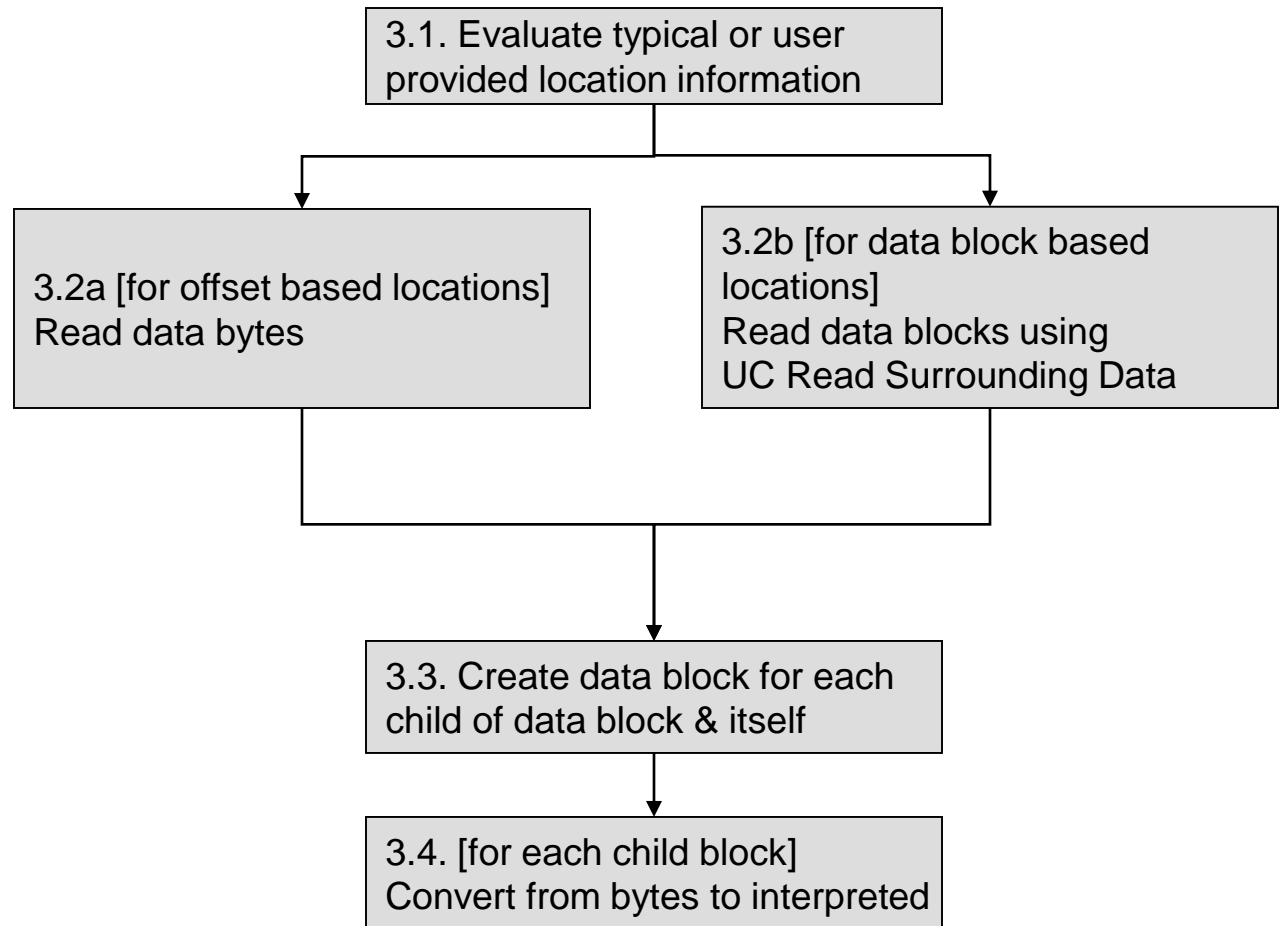 3.1. Evaluate typical or user
provided location information
3.2a [for offset based locations]
Read data bytes
3.2b [for data block based
locations]
Read data blocks using
UC Read Surrounding Data
3.3. Create data block for each
child of data block & itself
3.4. [for each child block]
Convert from bytes to interpreted